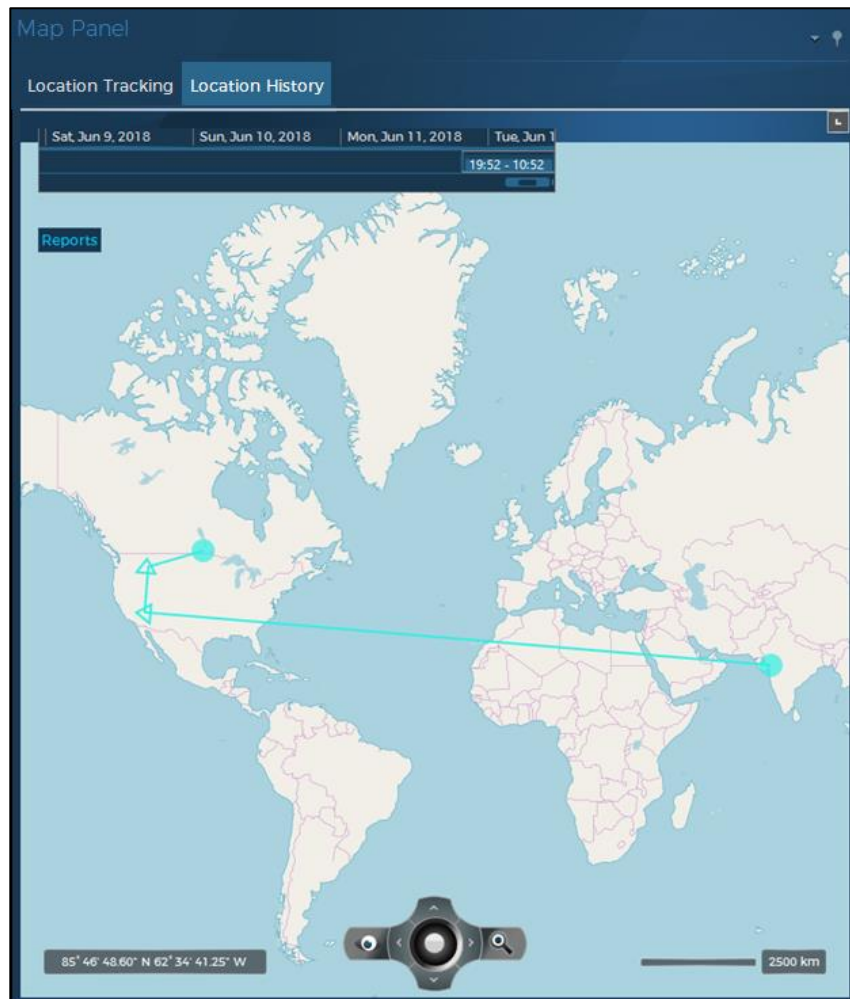 Map Panel
Location Tracking Location History
Sat, Jun 9, 2018 Sun, Jun 10, 2018 Mon, Jun 11, 2018 Tue, Jun 1
19:52 - 10:52
Reports
85° 46' 48.60" N 62° 34' 41.25" W
2500 km